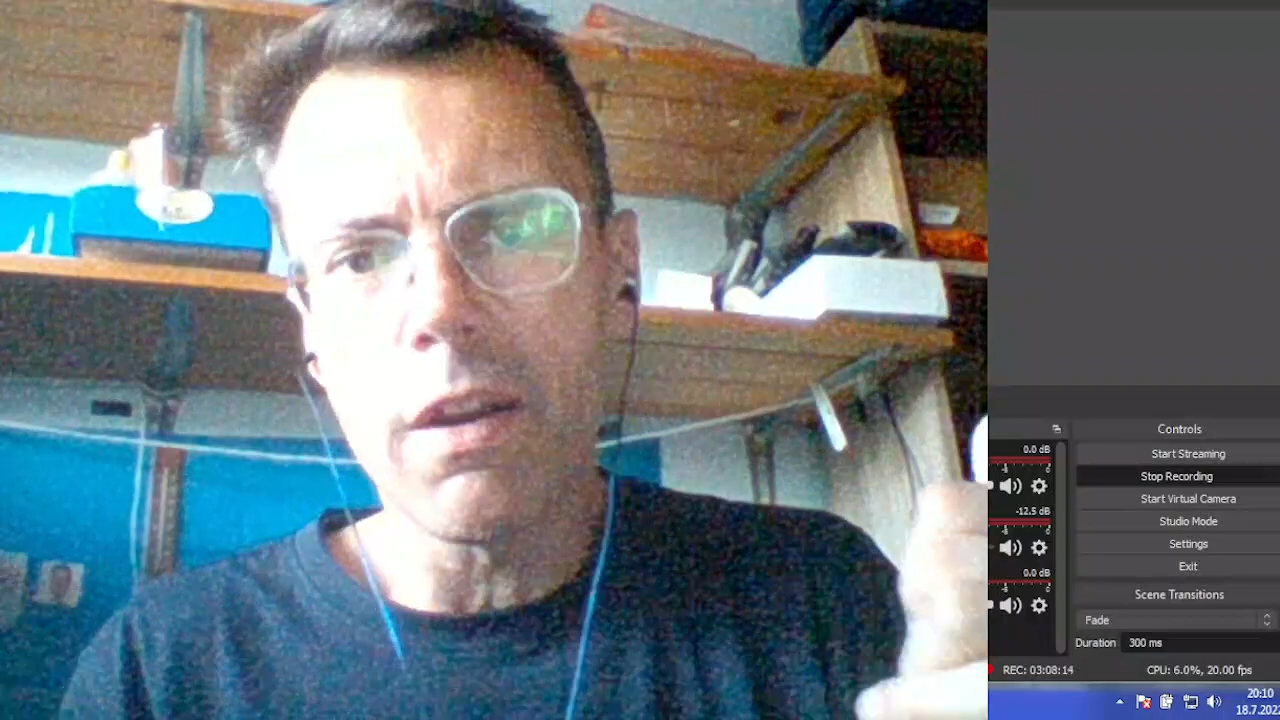 0.0 dB
Controls
Start Streaming
Stop Recording
-12.5 dB
Start Virtual Camera
Studio Mode
Settings
0.0 dB
Exit
Scene Transitions
Fade
Duration 300 ms
REC: 03:08:14 CPU: 6.0%, 20.00 fps
20:10
18.7.202